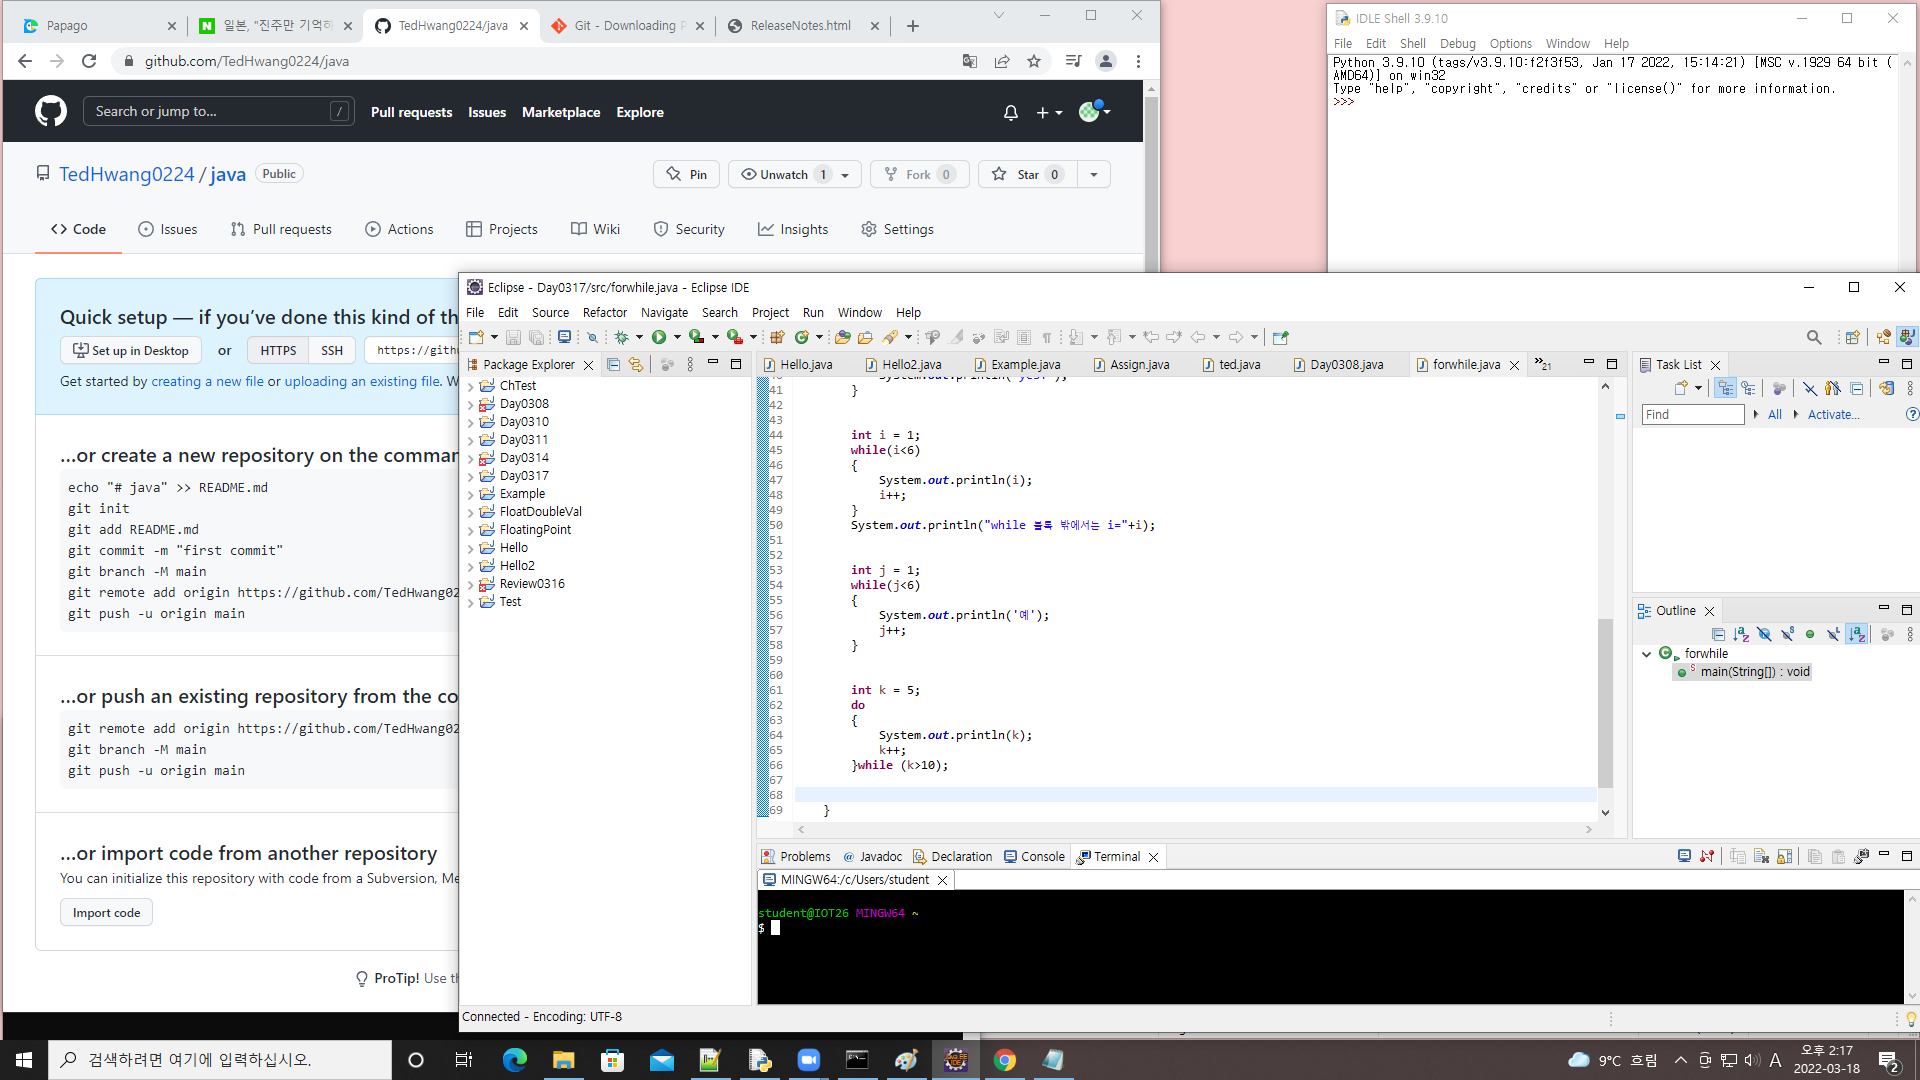 Papago
일본, "진주만 기억하
TedHwang0224/java
Git - Downloading P
ReleaseNotes.html
github.com/TedHwang0224/java
Search or jump to...
/
Pull requests
Issues
Marketplace
Explore
TedHwang0224 / java
Public
Pin
Unwatch 1
Fork 0
Star 0
Code
Issues
Pull requests
Actions
Projects
Wiki
Security
Insights
Settings
Quick setup — if you've done this kind of th
Set up in Desktop
or
HTTPS
SSH
https://gith
Get started by creating a new file or uploading an existing file. W
...or create a new repository on the comman
echo "# java" >> README.md
git init
git add README.md
git commit -m "first commit"
git branch -M main
git remote add origin https://github.com/TedHwang02
git push -u origin main
...or push an existing repository from the co
git remote add origin https://github.com/TedHwang02
git branch -M main
git push -u origin main
...or import code from another repository
You can initialize this repository with code from a Subversion, Me
Import code
ProTip! Use th
IDLE Shell 3.9.10
File Edit Shell Debug Options Window Help
Python 3.9.10 (tags/v3.9.10:f2f3f53, Jan 17 2022, 15:14:21) [MSC v.1929 64 bit (
AMD64)] on win32
Type "help", "copyright", "credits" or "license()" for more information.
>>>
Eclipse - Day0317/src/forwhile.java - Eclipse IDE
File Edit Source Refactor Navigate Search Project Run Window Help
Package Explorer
ChTest
Day0308
Day0310
Day0311
Day0314
Day0317
Example
FloatDoubleVal
FloatingPoint
Hello
Hello2
Review0316
Test
Hello.java
Hello2.java
Example.java
Assign.java
ted.java
Day0308.java
forwhile.java
»21
40 System.out.println("yes!");
41 }
42
43
44 int i = 1;
45 while(i<6)
46 {
47 System.out.println(i);
48 i++;
49 }
50 System.out.println("while 블록 밖에서는 i="+i);
51
52
53 int j = 1;
54 while(j<6)
55 {
56 System.out.println('예');
57 j++;
58 }
59
60
61 int k = 5;
62 do
63 {
64 System.out.println(k);
65 k++;
66 }while (k>10);
67
68
69 }
Task List
Find
All
Activate...
Outline
forwhile
main(String[]) : void
Problems
Javadoc
Declaration
Console
Terminal
MINGW64:/c/Users/student
student@IOT26 MINGW64 ~
$
Connected - Encoding: UTF-8
검색하려면 여기에 입력하십시오.
9°C 흐림
A
오후 2:17
2022-03-18
2